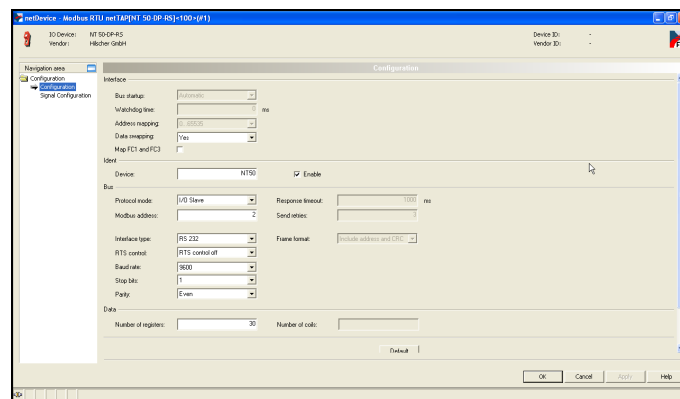 netDevice - Modbus RTU netTAP[NT 50-DP-RS]<100>(#1)
IO Device: NT 50-DP-RS Device ID: -
Vendor: Hilscher GmbH Vendor ID: -
Navigation area Configuration
Configuration
Configuration
Signal Configuration
Interface
Bus startup: Automatic
Watchdog time: 0 ms
Address mapping: 0.. 65535
Data swapping: Yes
Map FC1 and FC3
Ident
Device: NT50 Enable
Bus
Protocol mode: I/O Slave Response timeout: 1000 ms
Modbus address: 2 Send retries: 3
Interface type: RS 232 Frame format: Include address and CRC
RTS control: RTS control off
Baud rate: 9600
Stop bits: 1
Parity: Even
Data
Number of registers: 30 Number of coils:
Default
OK Cancel Apply Help